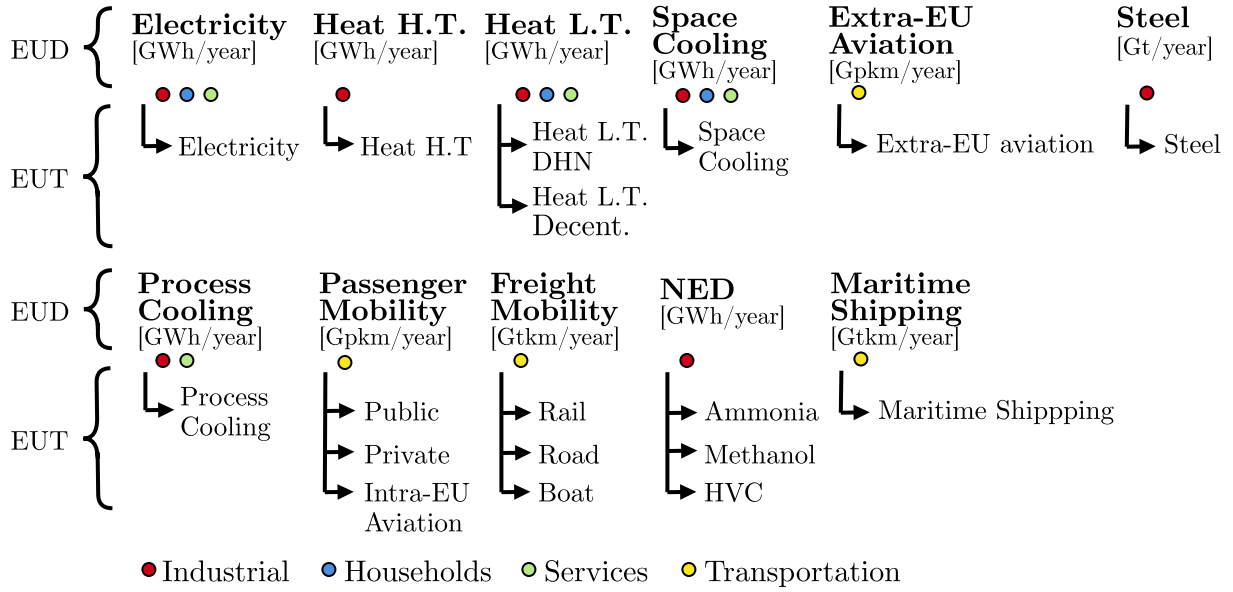 EUD
Electricity
[GWh/year]
Heat H.T.
[GWh/year]
Heat L.T.
[GWh/year]
Space
Cooling
[GWh/year]
Extra-EU
Aviation
[Gpkm/year]
Steel
[Gt/year]
EUT
Electricity
Heat H.T
Heat L.T.
DHN
Heat L.T.
Decent.
Space
Cooling
Extra-EU aviation
Steel
EUD
Process
Cooling
[GWh/year]
Passenger
Mobility
[Gpkm/year]
Freight
Mobility
[Gtkm/year]
NED
[GWh/year]
Maritime
Shipping
[Gtkm/year]
EUT
Process
Cooling
Public
Private
Intra-EU
Aviation
Rail
Road
Boat
Ammonia
Methanol
HVC
Maritime Shippping
Industrial
Households
Services
Transportation